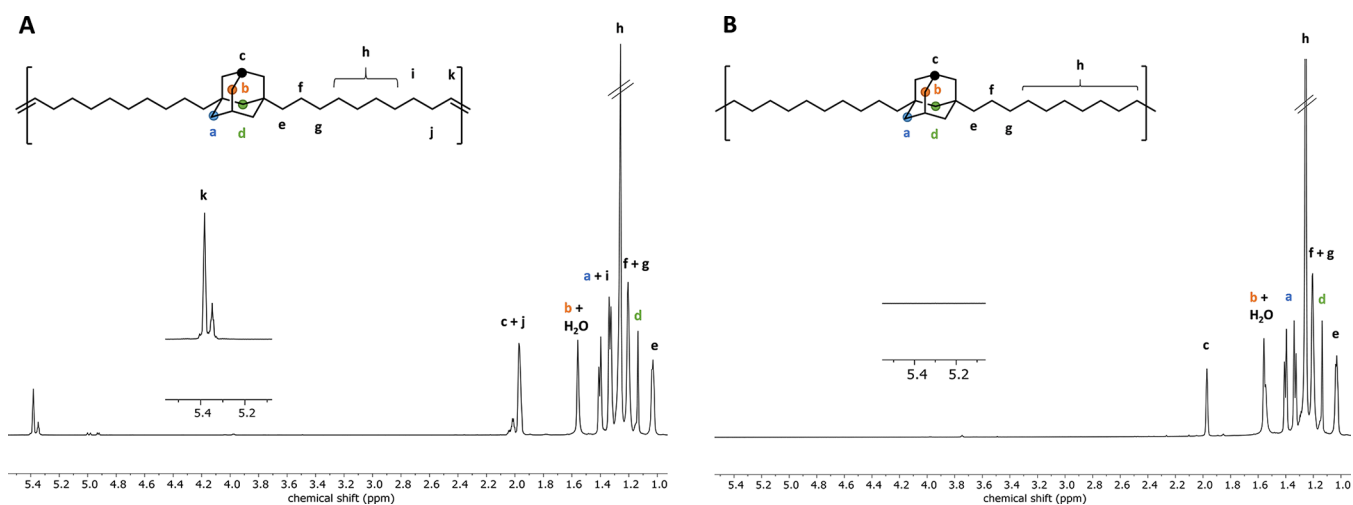 A
c
h
b
f
i
k
a
d
e
g
j
k
5.4 5.2
h
f + g
a + i
b +
H₂O
d
c + j
e
5.4 5.2 5.0 4.8 4.6 4.4 4.2 4.0 3.8 3.6 3.4 3.2 3.0 2.8 2.6 2.4 2.2 2.0 1.8 1.6 1.4 1.2 1.0
chemical shift (ppm)
B
c
h
b
f
a
d
e
g
5.4 5.2
h
f + g
b +
H₂O
a
d
c
e
5.4 5.2 5.0 4.8 4.6 4.4 4.2 4.0 3.8 3.6 3.4 3.2 3.0 2.8 2.6 2.4 2.2 2.0 1.8 1.6 1.4 1.2 1.0
chemical shift (ppm)